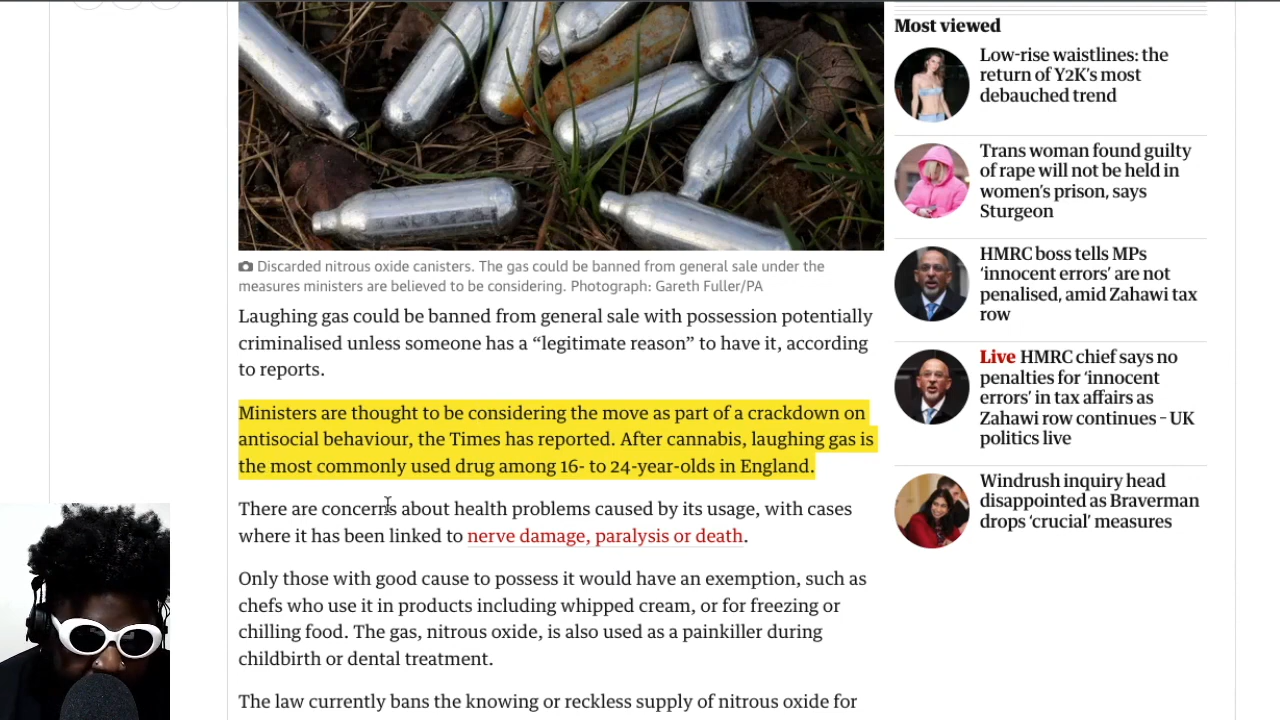 Discarded nitrous oxide canisters. The gas could be banned from general sale under the
measures ministers are believed to be considering. Photograph: Gareth Fuller/PA
Laughing gas could be banned from general sale with possession potentially
criminalised unless someone has a “legitimate reason” to have it, according
to reports.
Ministers are thought to be considering the move as part of a crackdown on
antisocial behaviour, the Times has reported. After cannabis, laughing gas is
the most commonly used drug among 16- to 24-year-olds in England.
There are concerns about health problems caused by its usage, with cases
where it has been linked to nerve damage, paralysis or death.
Only those with good cause to possess it would have an exemption, such as
chefs who use it in products including whipped cream, or for freezing or
chilling food. The gas, nitrous oxide, is also used as a painkiller during
childbirth or dental treatment.
The law currently bans the knowing or reckless supply of nitrous oxide for
Most viewed
Low-rise waistlines: the
return of Y2K’s most
debauched trend
Trans woman found guilty
of rape will not be held in
women’s prison, says
Sturgeon
HMRC boss tells MPs
‘innocent errors’ are not
penalised, amid Zahawi tax
row
Live HMRC chief says no
penalties for ‘innocent
errors’ in tax affairs as
Zahawi row continues – UK
politics live
Windrush inquiry head
disappointed as Braverman
drops ‘crucial’ measures